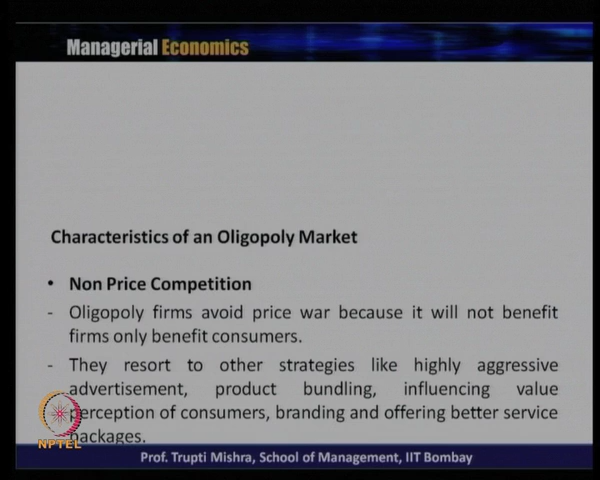 Managerial Economics
Characteristics of an Oligopoly Market
• Non Price Competition
- Oligopoly firms avoid price war because it will not benefit
firms only benefit consumers.
- They resort to other strategies like highly aggressive
advertisement, product bundling, influencing value
perception of consumers, branding and offering better service
packages.
NPTEL
Prof. Trupti Mishra, School of Management, IIT Bombay